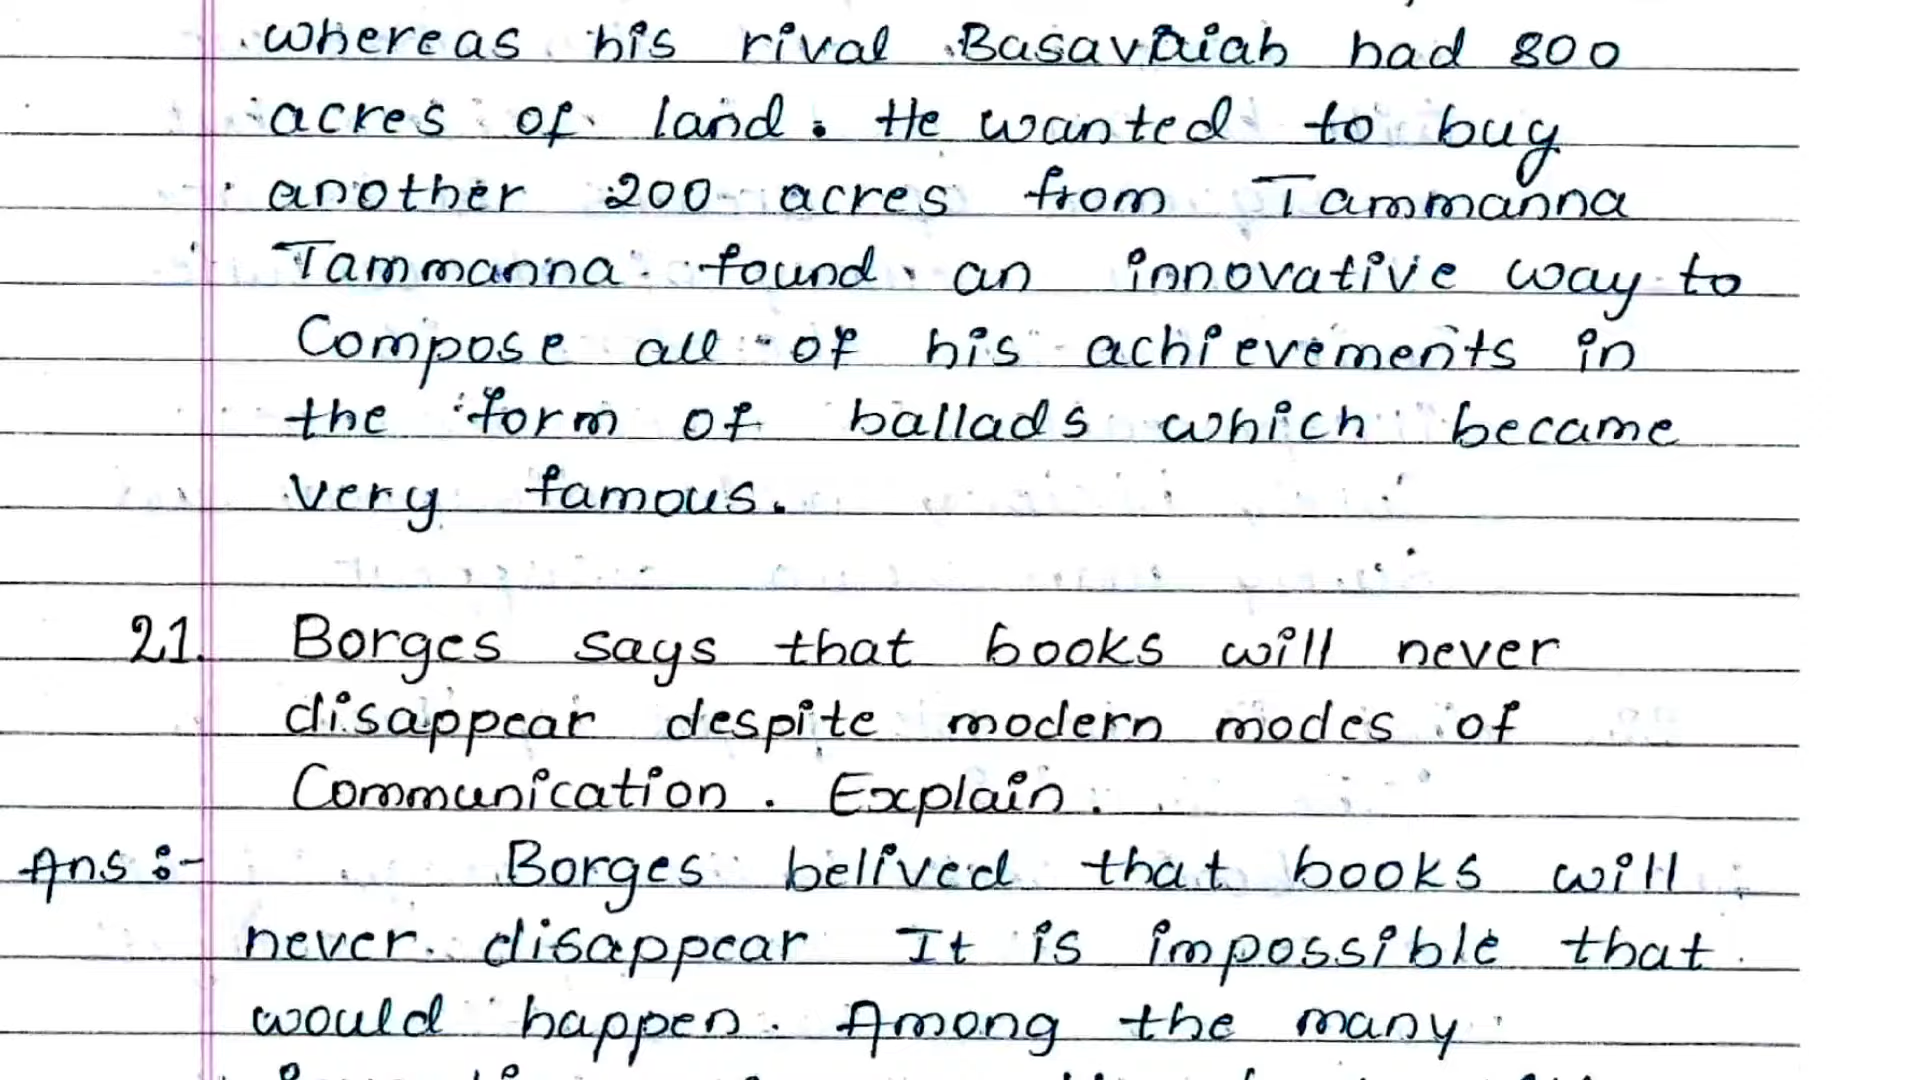 whereas his rival Basavaiah had 800
acres of land. He wanted to buy
another 200 acres from Tammanna
Tammanna found an innovative way to
Compose all of his achievements in
the form of ballads which became
very famous.
21. Borges says that books will never
disappear despite modern modes of
Communication. Explain.
Ans :- Borges belived that books will
never disappear It is impossible that
would happen. Among the many